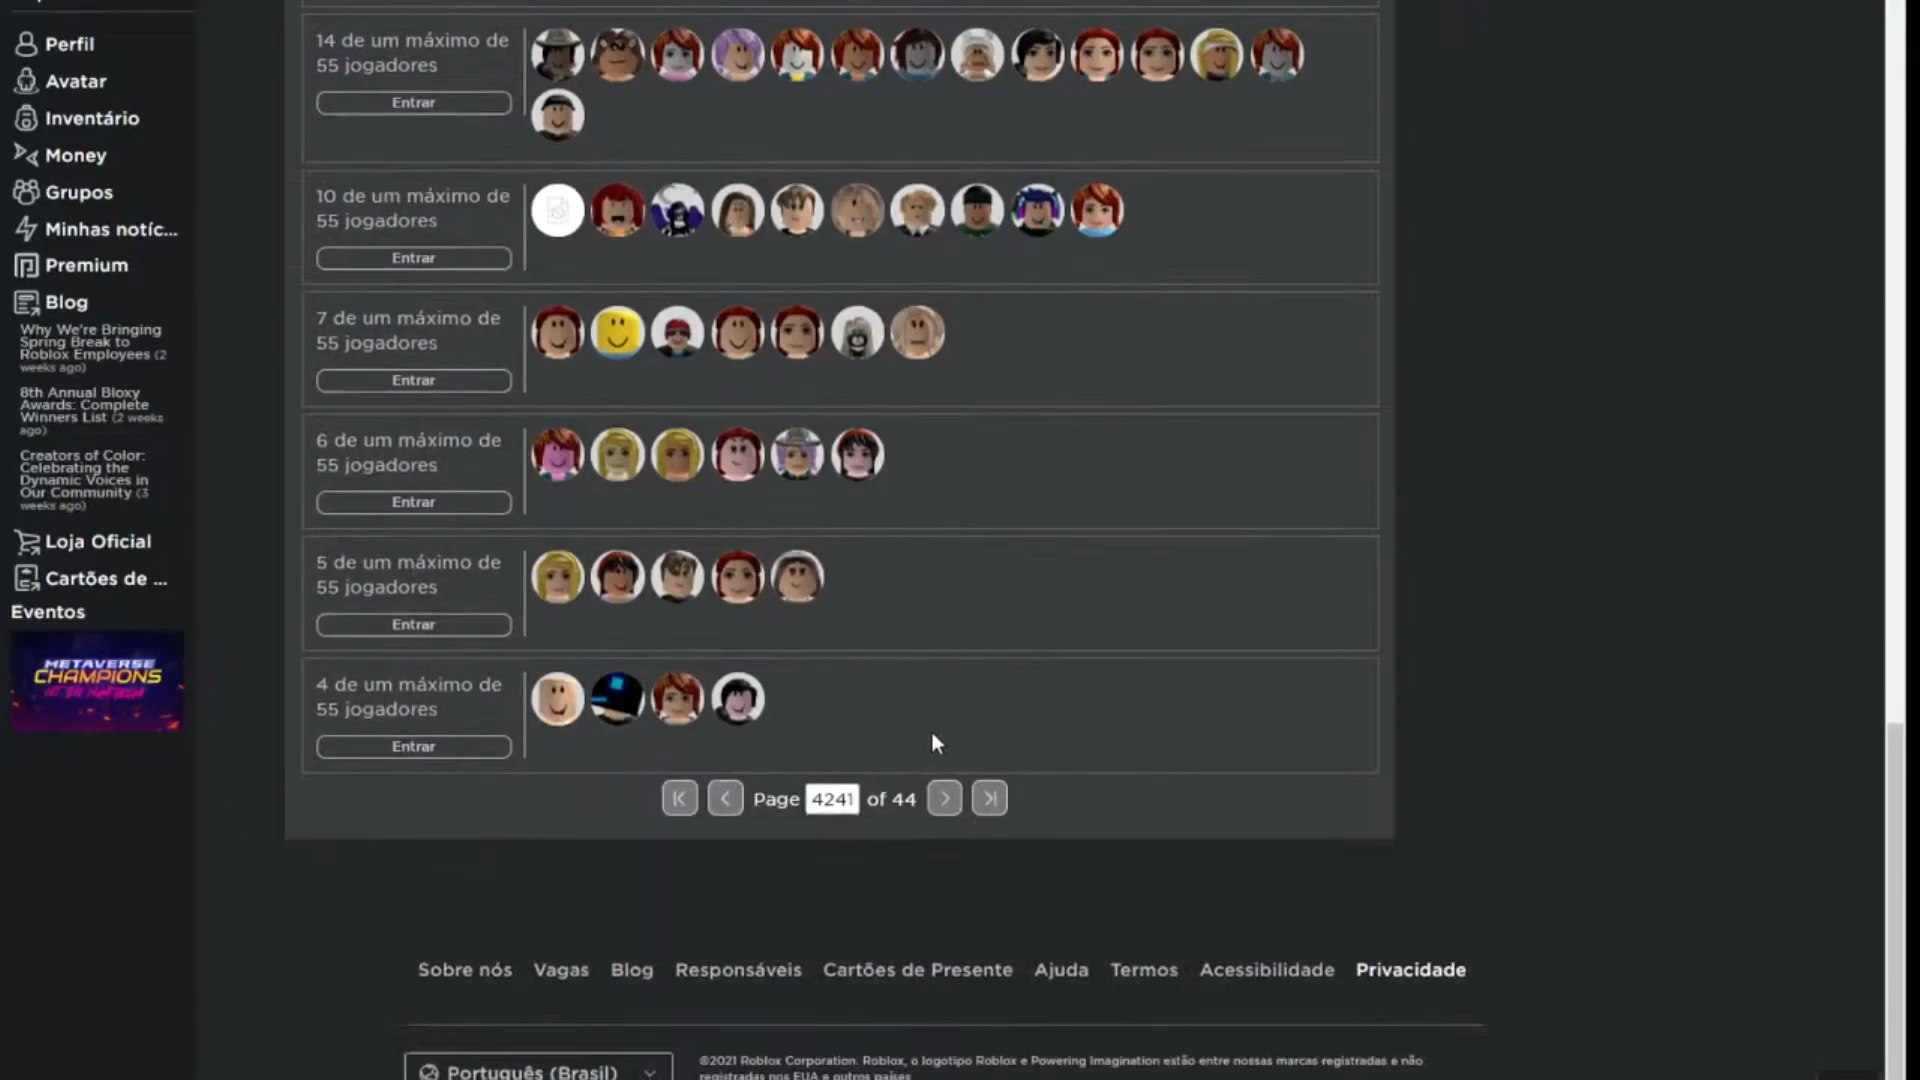 Perfil
Avatar
Inventário
Money
Grupos
Minhas notíc...
Premium
Blog
Why We're Bringing
Spring Break to
Roblox Employees (2
weeks ago)
8th Annual Bloxy
Awards: Complete
Winners List (2 weeks
ago)
Creators of Color:
Celebrating the
Dynamic Voices in
Our Community (3
weeks ago)
Loja Oficial
Cartões de ...
Eventos
METAVERSE
CHAMPIONS
14 de um máximo de
55 jogadores
Entrar
10 de um máximo de
55 jogadores
Entrar
7 de um máximo de
55 jogadores
Entrar
6 de um máximo de
55 jogadores
Entrar
5 de um máximo de
55 jogadores
Entrar
4 de um máximo de
55 jogadores
Entrar
Page 4241 of 44
Sobre nós Vagas Blog Responsáveis Cartões de Presente Ajuda Termos Acessibilidade Privacidade
Português (Brasil)
©2021 Roblox Corporation. Roblox, o logotipo Roblox e Powering Imagination estão entre nossas marcas registradas e não
registradas nos EUA e outros países.